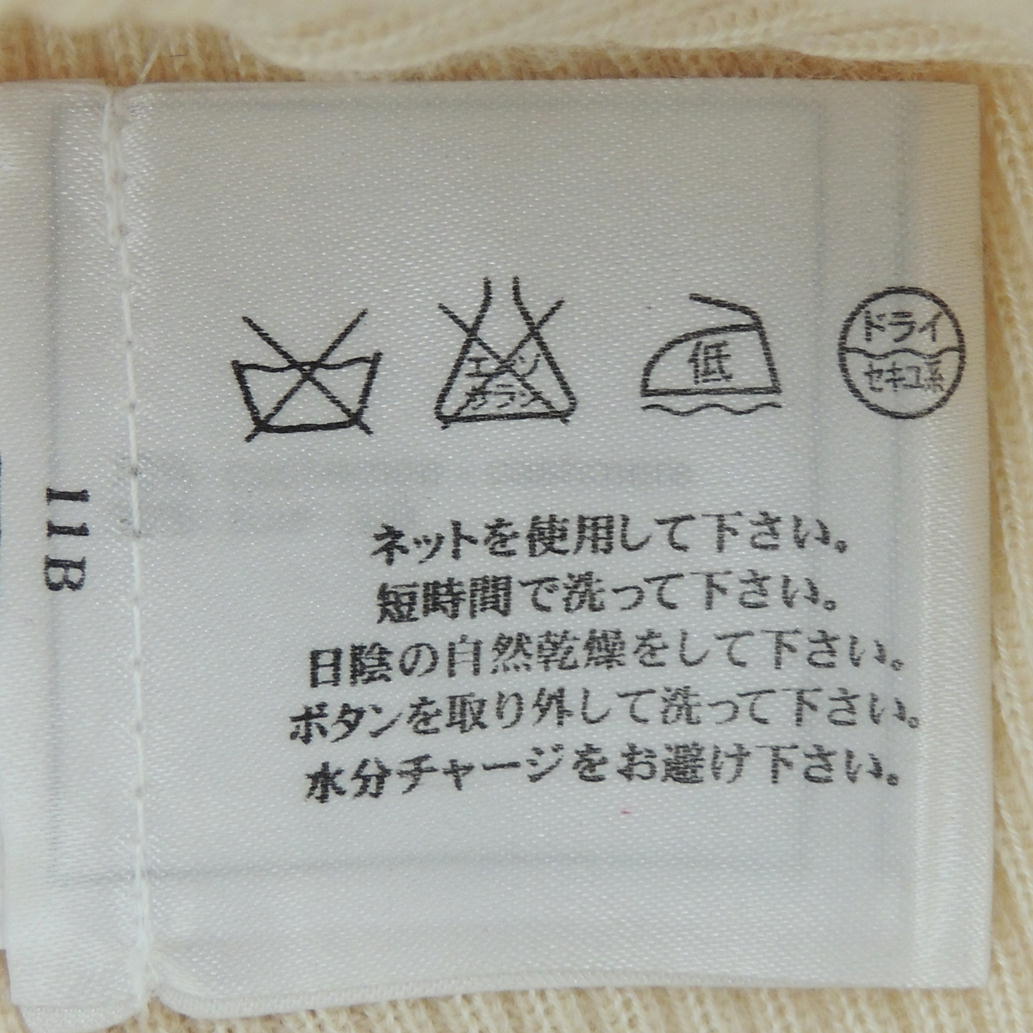 エンソ
サラシ
低
ドライ
セキユ系
11B
ネットを使用して下さい。
短時間で洗って下さい。
日陰の自然乾燥をして下さい。
ボタンを取り外して洗って下さい。
水分チャージをお避け下さい。